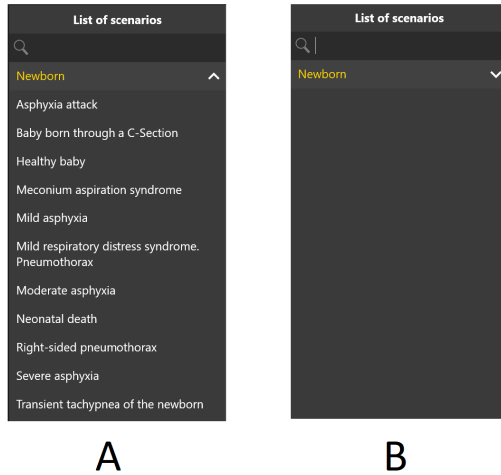 List of scenarios
Newborn
Asphyxia attack
Baby born through a C-Section
Healthy baby
Meconium aspiration syndrome
Mild asphyxia
Mild respiratory distress syndrome.
Pneumothorax
Moderate asphyxia
Neonatal death
Right-sided pneumothorax
Severe asphyxia
Transient tachypnea of the newborn
A
List of scenarios
Newborn
B